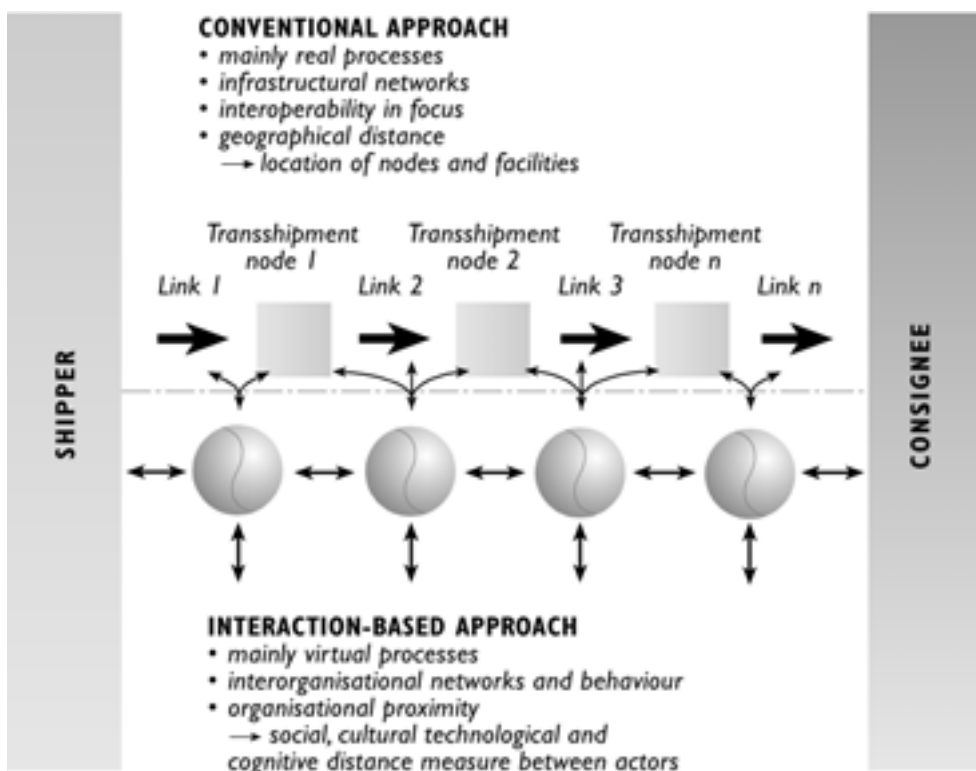 CONVENTIONAL APPROACH
• mainly real processes
• infrastructural networks
• interoperability in focus
• geographical distance
→ location of nodes and facilities
Transshipment
node 1
Transshipment
node 2
Transshipment
node n
Link 1
Link 2
Link 3
Link n
SHIPPER
CONSIGNEE
INTERACTION-BASED APPROACH
• mainly virtual processes
• interorganisational networks and behaviour
• organisational proximity
→ social, cultural technological and
cognitive distance measure between actors